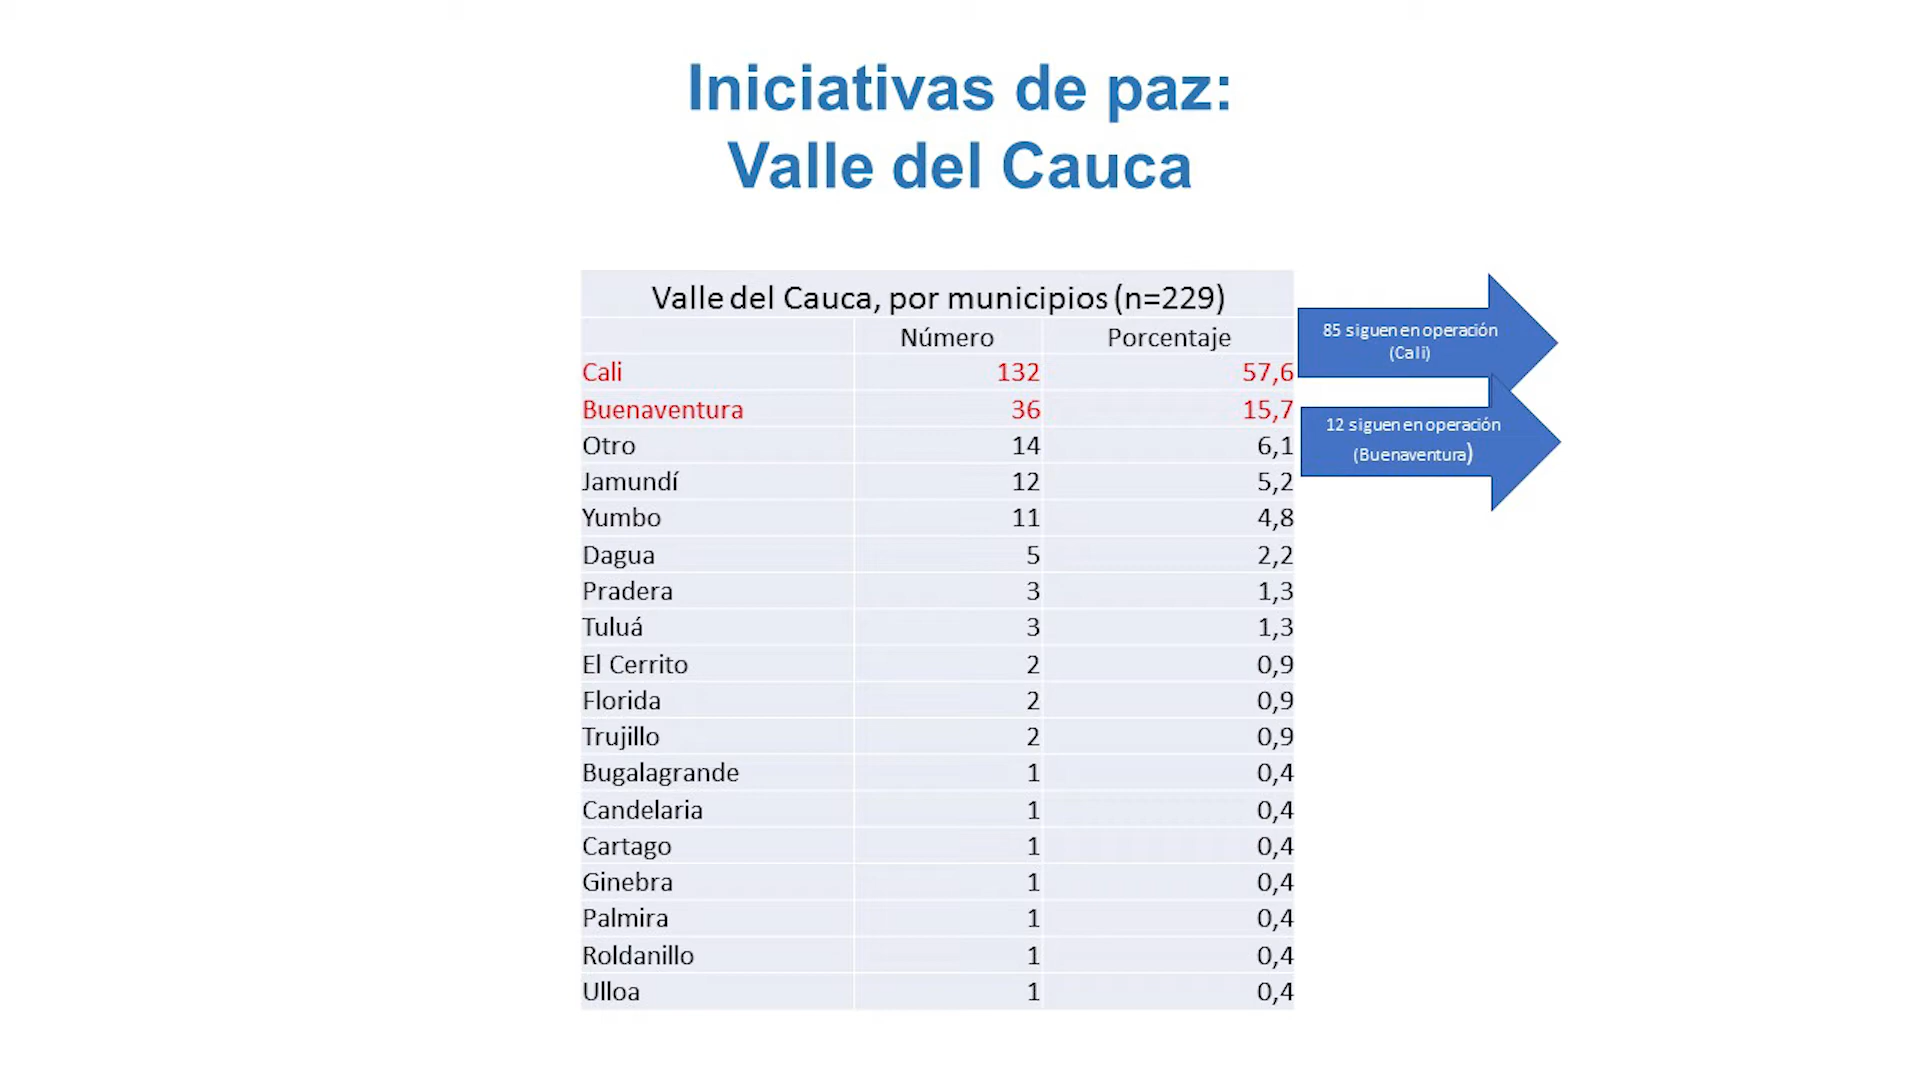 Iniciativas de paz:
Valle del Cauca
Valle del Cauca, por municipios (n=229)
Número Porcentaje
Cali 132 57,6
Buenaventura 36 15,7
Otro 14 6,1
Jamundí 12 5,2
Yumbo 11 4,8
Dagua 5 2,2
Pradera 3 1,3
Tuluá 3 1,3
El Cerrito 2 0,9
Florida 2 0,9
Trujillo 2 0,9
Bugalagrande 1 0,4
Candelaria 1 0,4
Cartago 1 0,4
Ginebra 1 0,4
Palmira 1 0,4
Roldanillo 1 0,4
Ulloa 1 0,4
85 siguen en operación
(Cali)
12 siguen en operación
(Buenaventura)